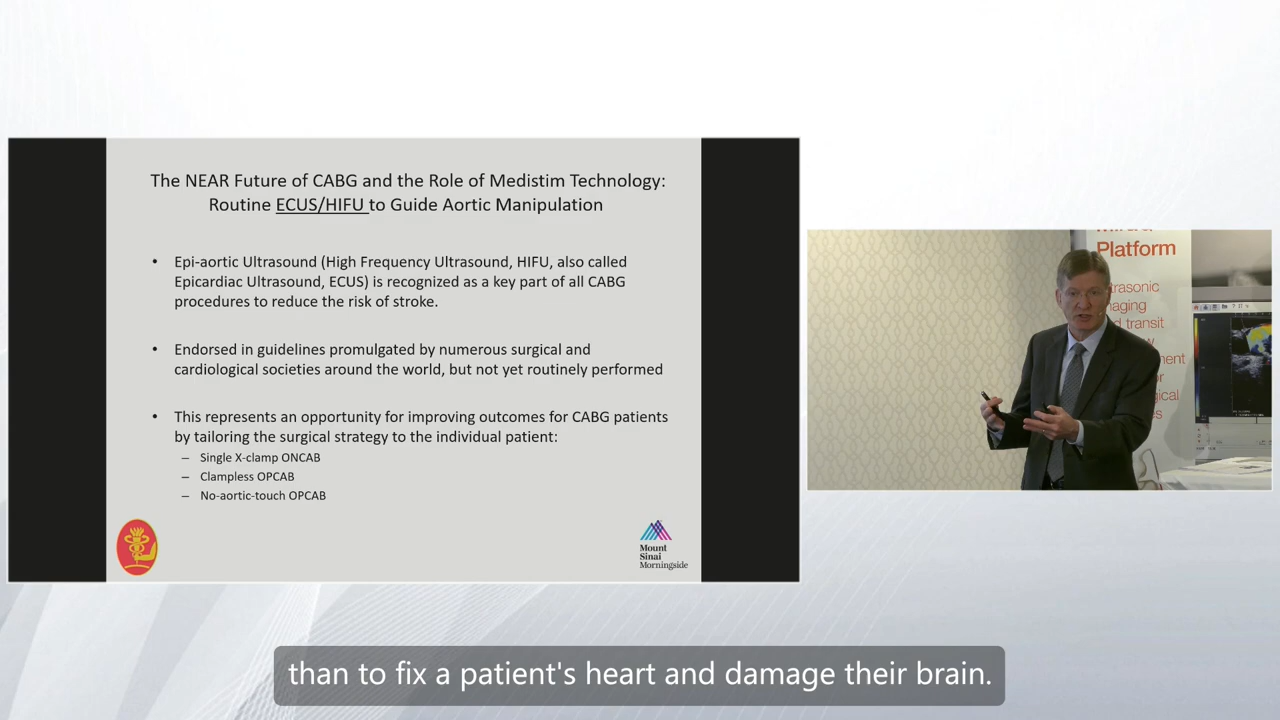 The NEAR Future of CABG and the Role of Medistim Technology:
Routine ECUS/HIFU to Guide Aortic Manipulation
• Epi-aortic Ultrasound (High Frequency Ultrasound, HIFU, also called
Epicardiac Ultrasound, ECUS) is recognized as a key part of all CABG
procedures to reduce the risk of stroke.
• Endorsed in guidelines promulgated by numerous surgical and
cardiological societies around the world, but not yet routinely performed
• This represents an opportunity for improving outcomes for CABG patients
by tailoring the surgical strategy to the individual patient:
– Single X-clamp ONCAB
– Clampless OPCAB
– No-aortic-touch OPCAB
Mount
Sinai
Morningside
Platform
transit
than to fix a patient's heart and damage their brain.